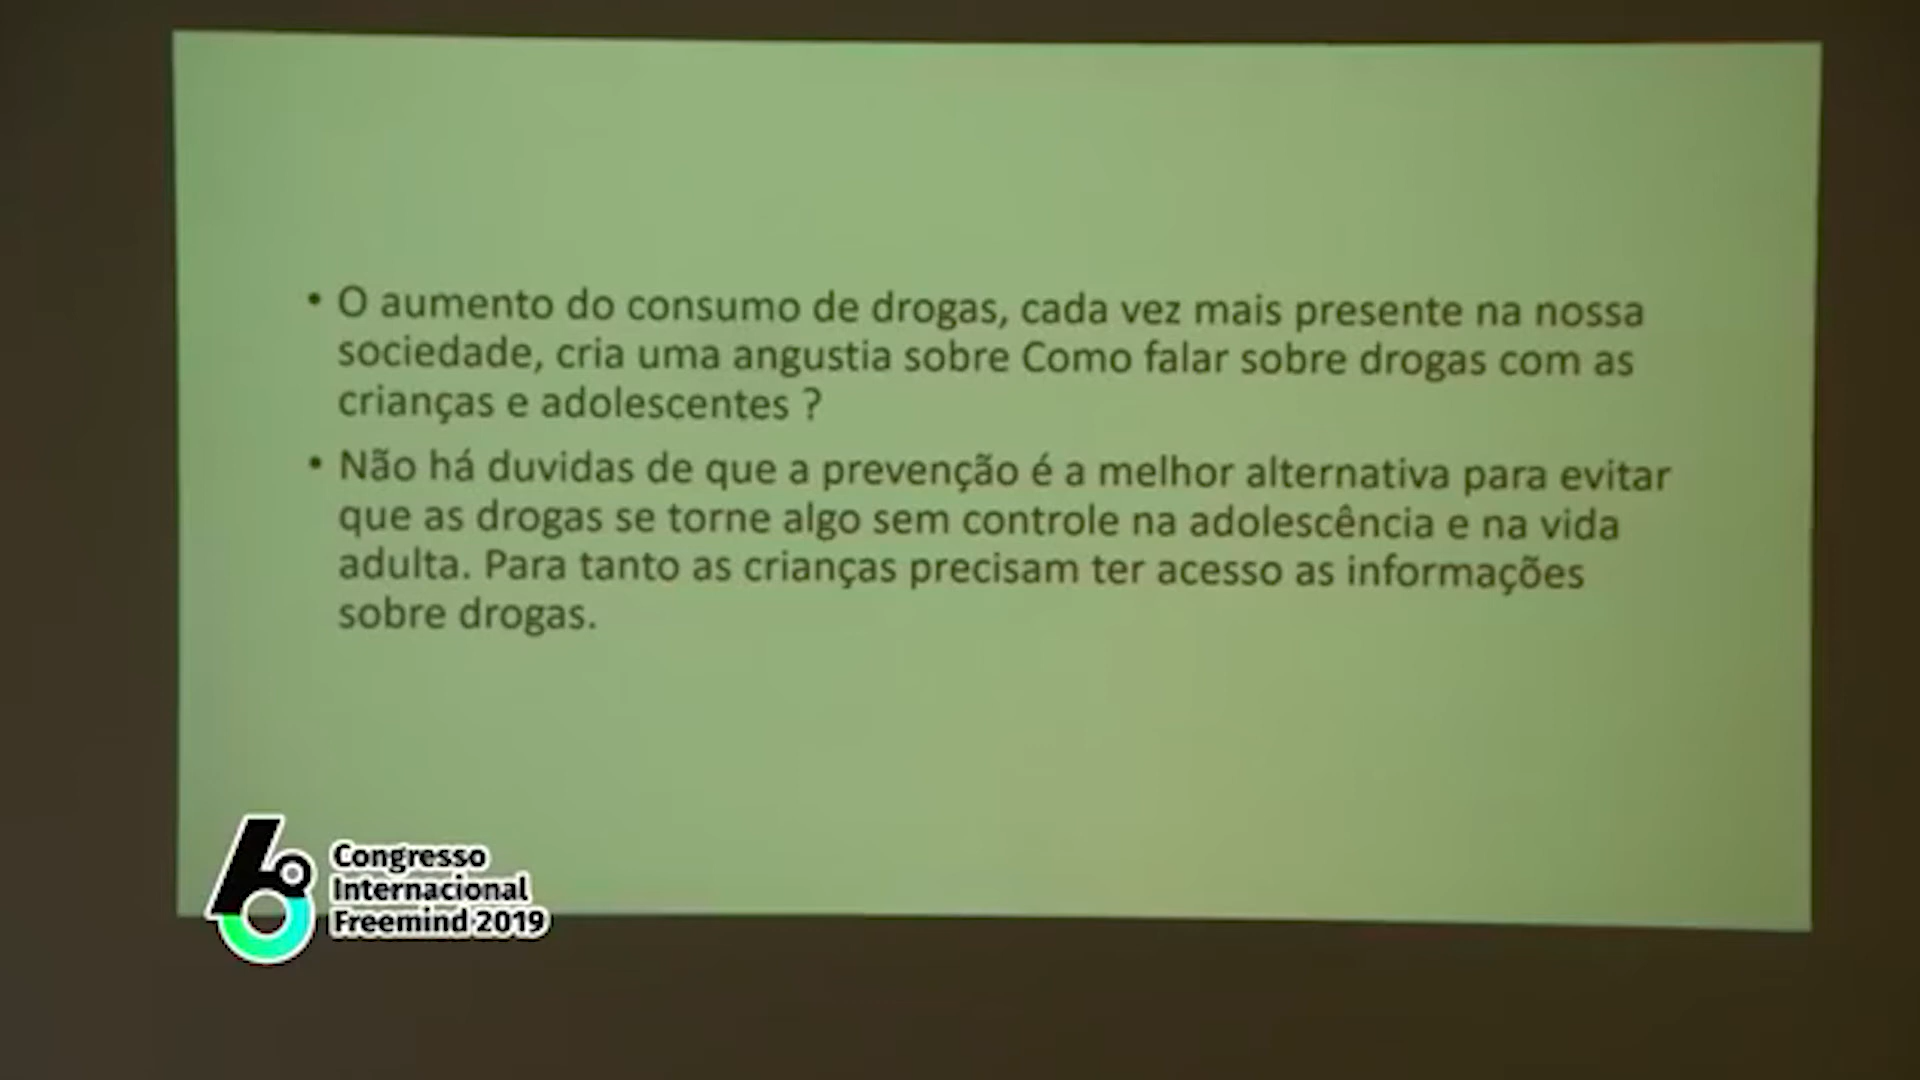 • O aumento do consumo de drogas, cada vez mais presente na nossa
sociedade, cria uma angustia sobre Como falar sobre drogas com as
crianças e adolescentes ?
• Não há duvidas de que a prevenção é a melhor alternativa para evitar
que as drogas se torne algo sem controle na adolescência e na vida
adulta. Para tanto as crianças precisam ter acesso as informações
sobre drogas.
6º
Congresso
Internacional
Freemind 2019